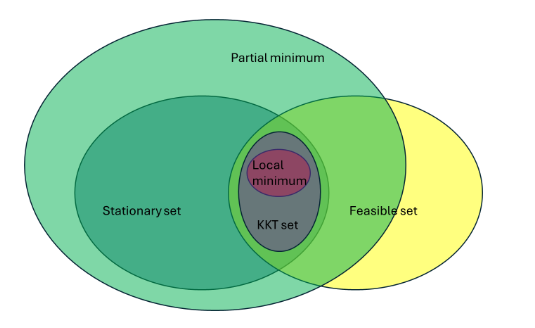 Partial minimum
Local
minimum
Stationary set
KKT set
Feasible set